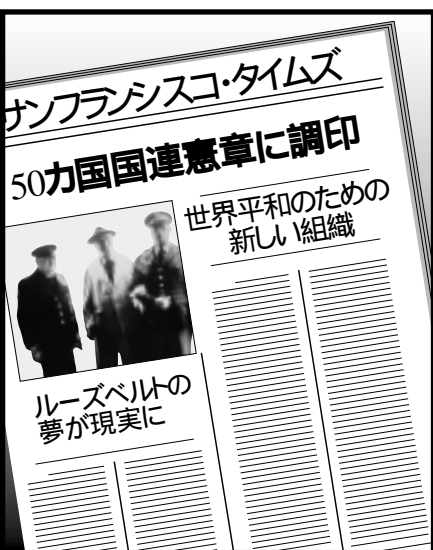 サンフランシスコ・タイムズ
50カ国国連憲章に調印
世界平和のための
新しい組織
ルーズベルトの
夢が現実に